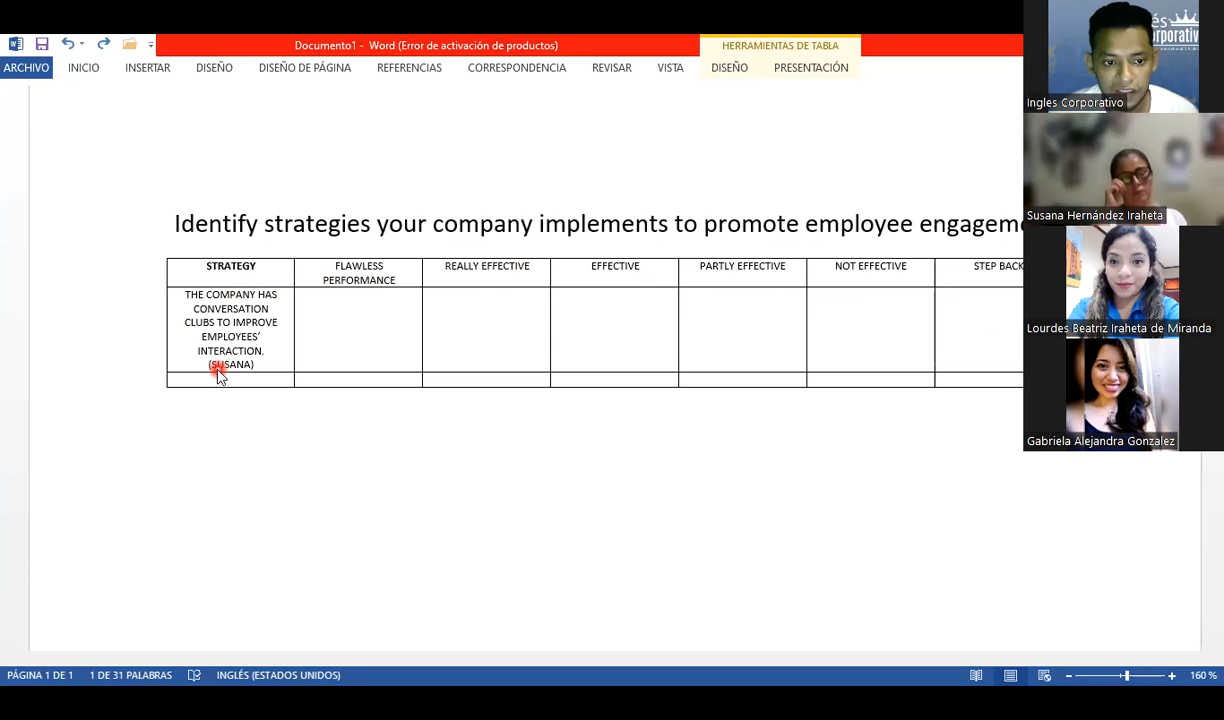 Documento1 - Word (Error de activación de productos)
HERRAMIENTAS DE TABLA
ARCHIVO INICIO INSERTAR DISEÑO DISEÑO DE PÁGINA REFERENCIAS CORRESPONDENCIA REVISAR VISTA DISEÑO PRESENTACIÓN
Ingles Corporativo
Susana Hernández Iraheta
Lourdes Beatriz Iraheta de Miranda
Gabriela Alejandra Gonzalez
Identify strategies your company implements to promote employee
STRATEGY
FLAWLESS
PERFORMANCE
REALLY EFFECTIVE
EFFECTIVE
PARTLY EFFECTIVE
NOT EFFECTIVE
STEP BACK
THE COMPANY HAS
CONVERSATION
CLUBS TO IMPROVE
EMPLOYEES'
INTERACTION.
(SUSANA)
PÁGINA 1 DE 1 1 DE 31 PALABRAS INGLÉS (ESTADOS UNIDOS) 160 %